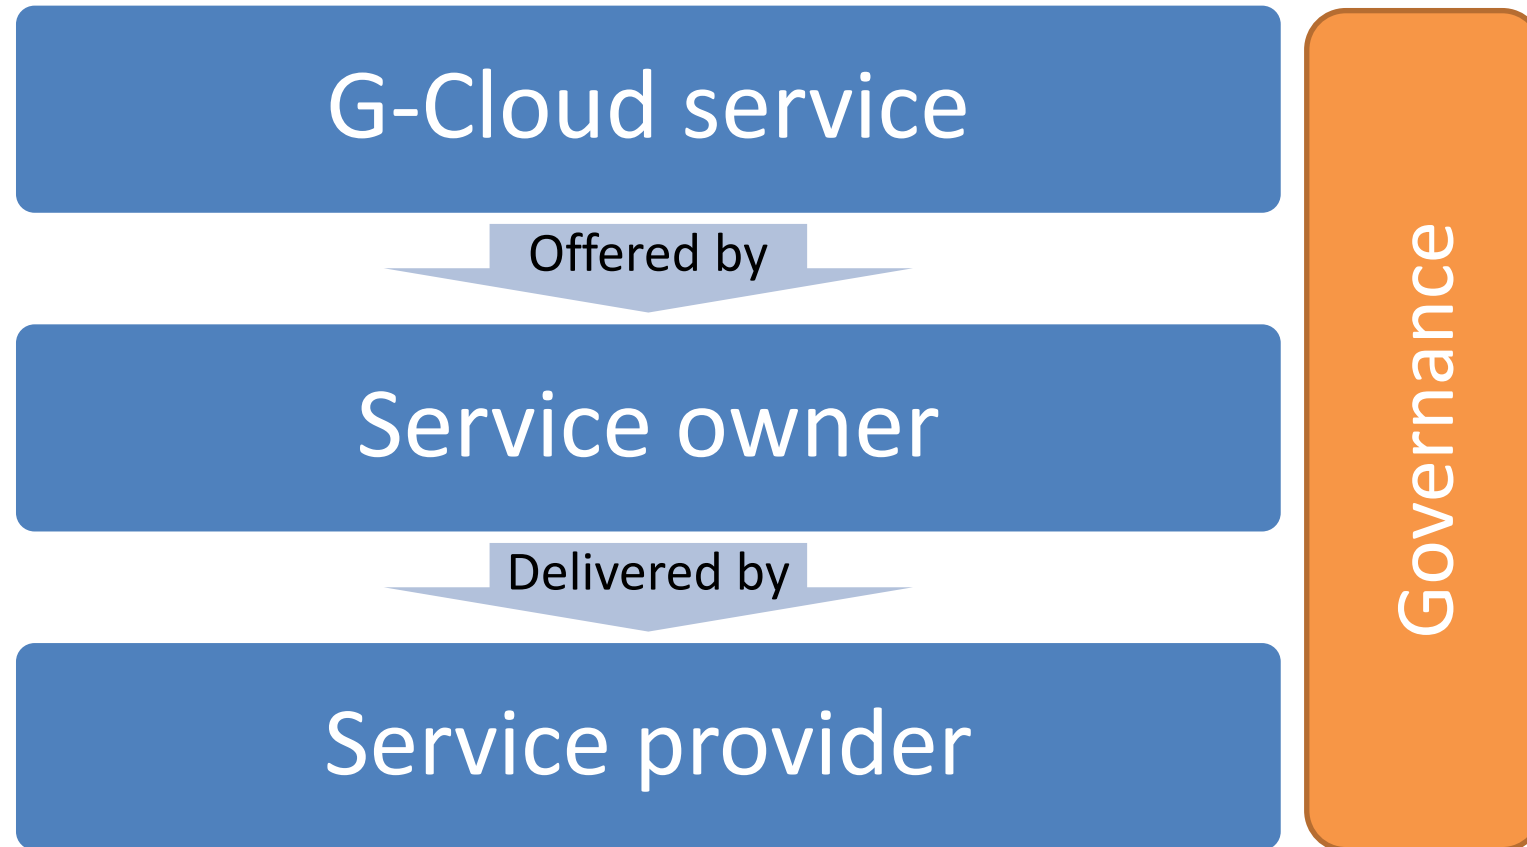 G-Cloud service
Offered by
Service owner
Delivered by
Service provider
Governance